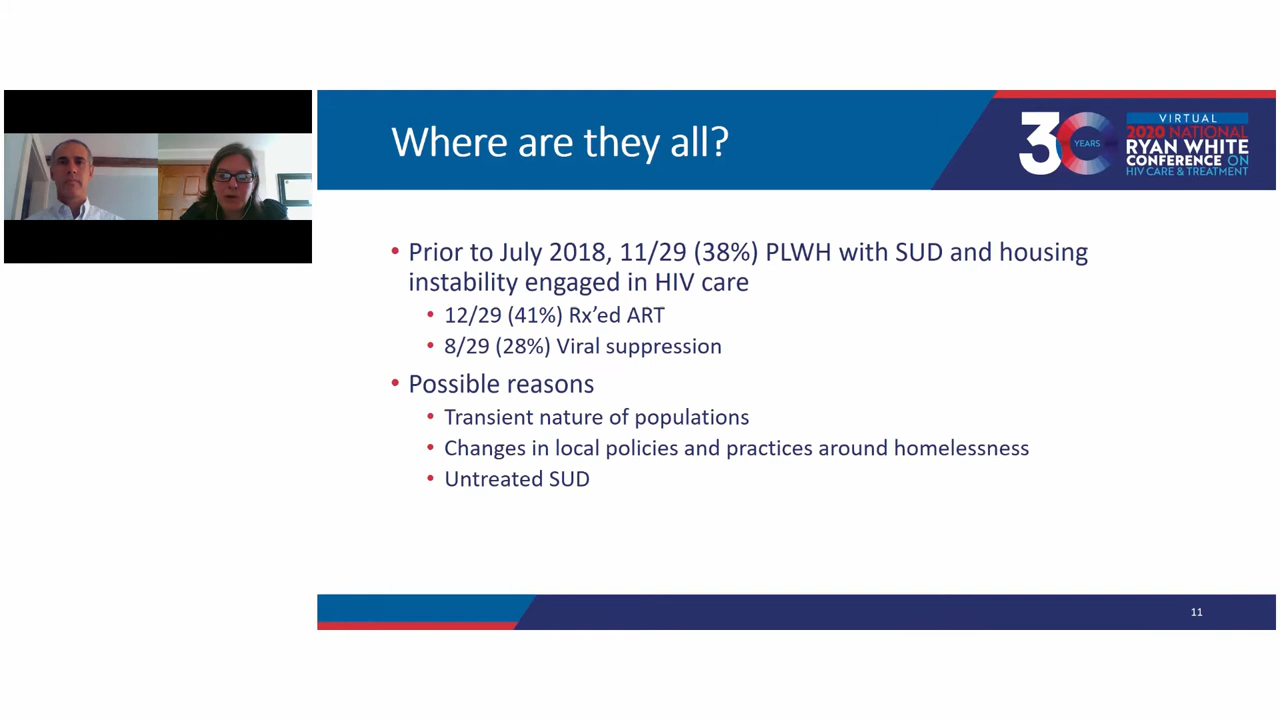 Where are they all?
30
YEARS
VIRTUAL
2020 NATIONAL
RYAN WHITE
CONFERENCE ON
HIV CARE & TREATMENT
• Prior to July 2018, 11/29 (38%) PLWH with SUD and housing
instability engaged in HIV care
• 12/29 (41%) Rx’ed ART
• 8/29 (28%) Viral suppression
• Possible reasons
• Transient nature of populations
• Changes in local policies and practices around homelessness
• Untreated SUD
11